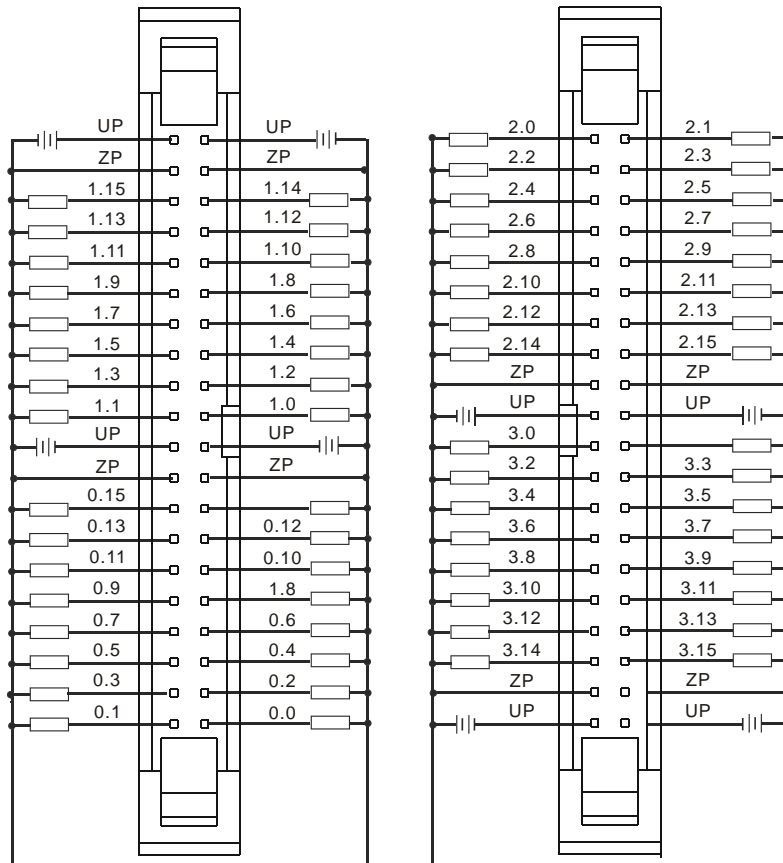 UP UP 2.0 2.1
ZP ZP 2.2 2.3
1.15 1.14 2.4 2.5
1.13 1.12 2.6 2.7
1.11 1.10 2.8 2.9
1.9 1.8 2.10 2.11
1.7 1.6 2.12 2.13
1.5 1.4 2.14 2.15
1.3 1.2 ZP ZP
1.1 1.0 UP UP
UP UP 3.0
ZP ZP 3.2 3.3
0.15 3.4 3.5
0.13 0.12 3.6 3.7
0.11 0.10 3.8 3.9
0.9 1.8 3.10 3.11
0.7 0.6 3.12 3.13
0.5 0.4 3.14 3.15
0.3 0.2 ZP ZP
0.1 0.0 UP UP